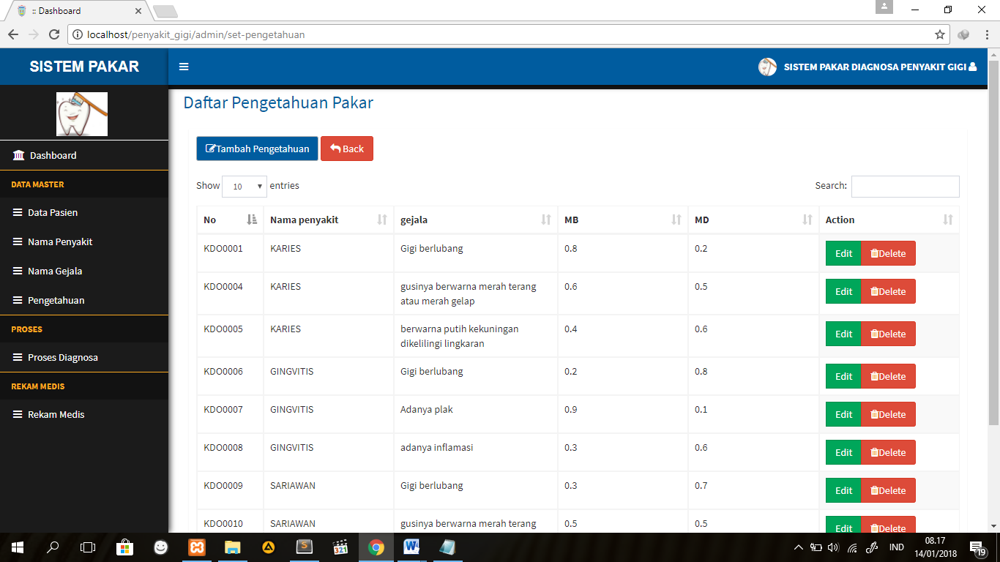 :: Dashboard
localhost/penyakit_gigi/admin/set-pengetahuan
SISTEM PAKAR
SISTEM PAKAR DIAGNOSA PENYAKIT GIGI
Dashboard
DATA MASTER
Data Pasien
Nama Penyakit
Nama Gejala
Pengetahuan
PROSES
Proses Diagnosa
REKAM MEDIS
Rekam Medis
Daftar Pengetahuan Pakar
Tambah Pengetahuan Back
Show 10 entries Search:
No Nama penyakit gejala MB MD Action
KDO0001 KARIES Gigi berlubang 0.8 0.2 Edit Delete
KDO0004 KARIES gusinya berwarna merah terang 0.6 0.5 Edit Delete
atau merah gelap
KDO0005 KARIES berwarna putih kekuningan 0.4 0.6 Edit Delete
dikelilingi lingkaran
KDO0006 GINGVITIS Gigi berlubang 0.2 0.8 Edit Delete
KDO0007 GINGVITIS Adanya plak 0.9 0.1 Edit Delete
KDO0008 GINGVITIS adanya inflamasi 0.3 0.6 Edit Delete
KDO0009 SARIAWAN Gigi berlubang 0.3 0.7 Edit Delete
KDO0010 SARIAWAN gusinya berwarna merah terang 0.5 0.5 Edit Delete
321
IND
08.17
14/01/2018
19